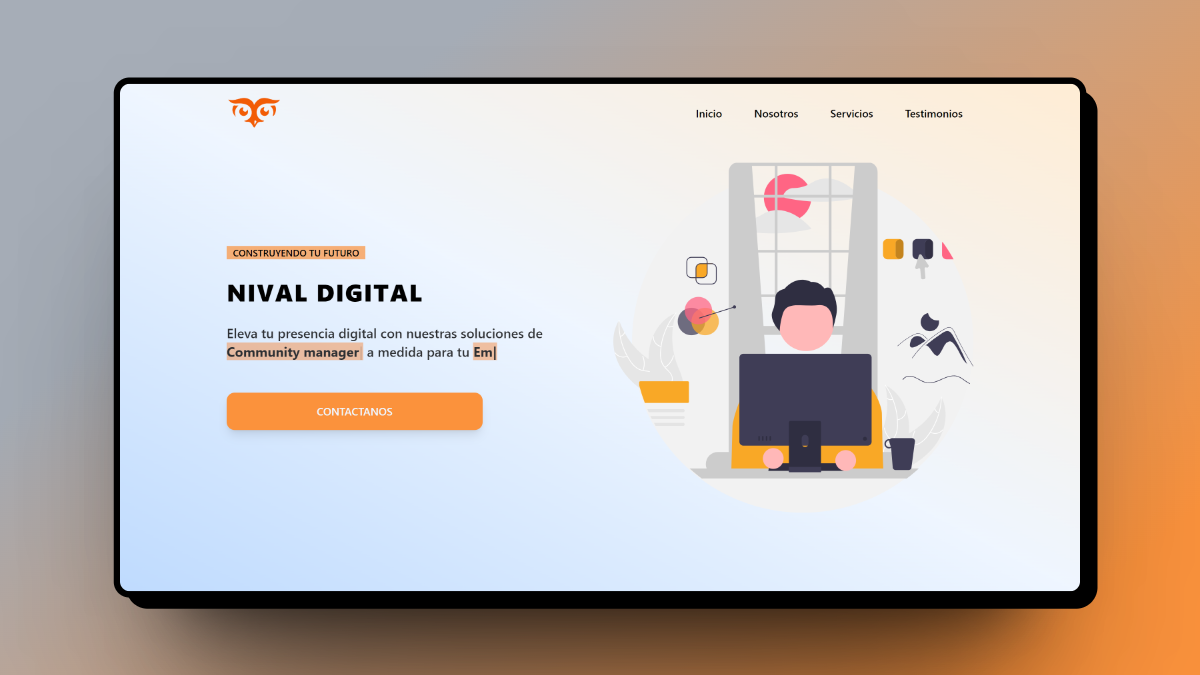 Inicio Nosotros Servicios Testimonios
CONSTRUYENDO TU FUTURO
NIVAL DIGITAL
Eleva tu presencia digital con nuestras soluciones de
Community manager a medida para tu Em|
CONTACTANOS